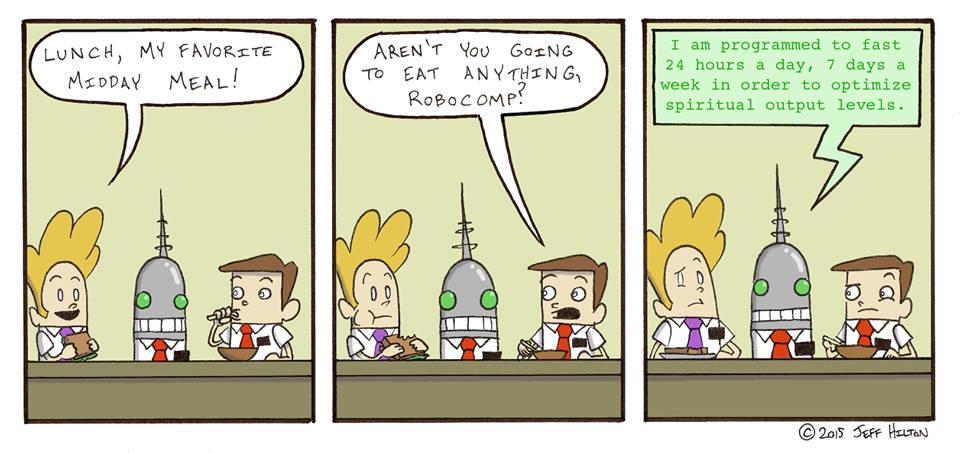 LUNCH, MY FAVORITE
MIDDAY MEAL!
AREN'T YOU GOING
TO EAT ANYTHING,
ROBOCOMP?
I am programmed to fast
24 hours a day, 7 days a
week in order to optimize
spiritual output levels.
© 2015 JEFF HILTON